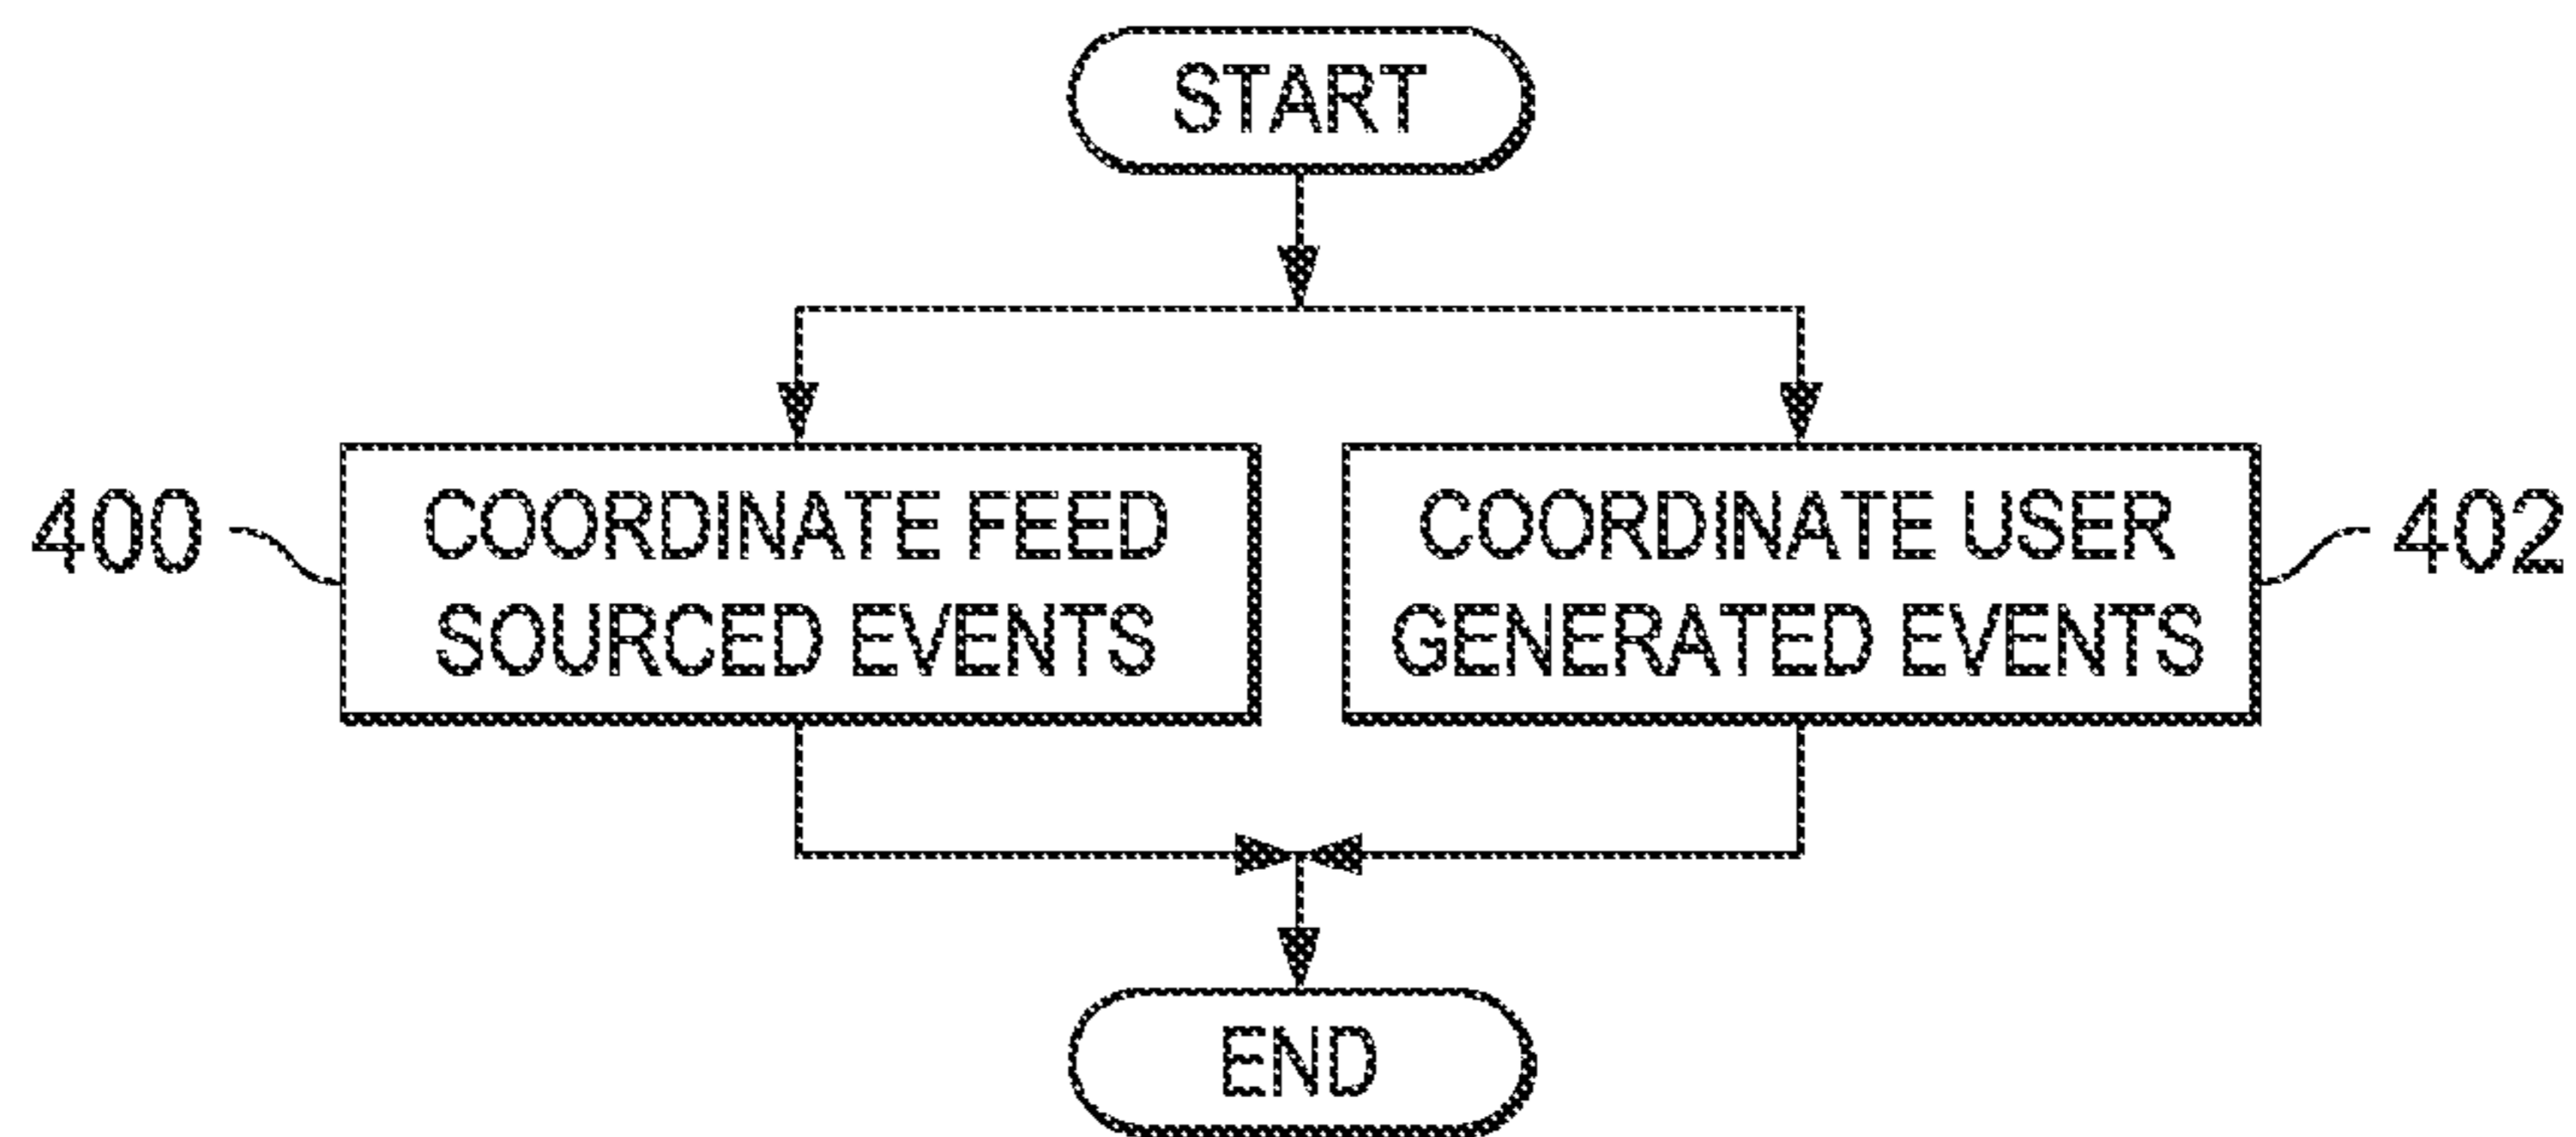 START
400
COORDINATE FEED
SOURCED EVENTS
COORDINATE USER
GENERATED EVENTS
402
END